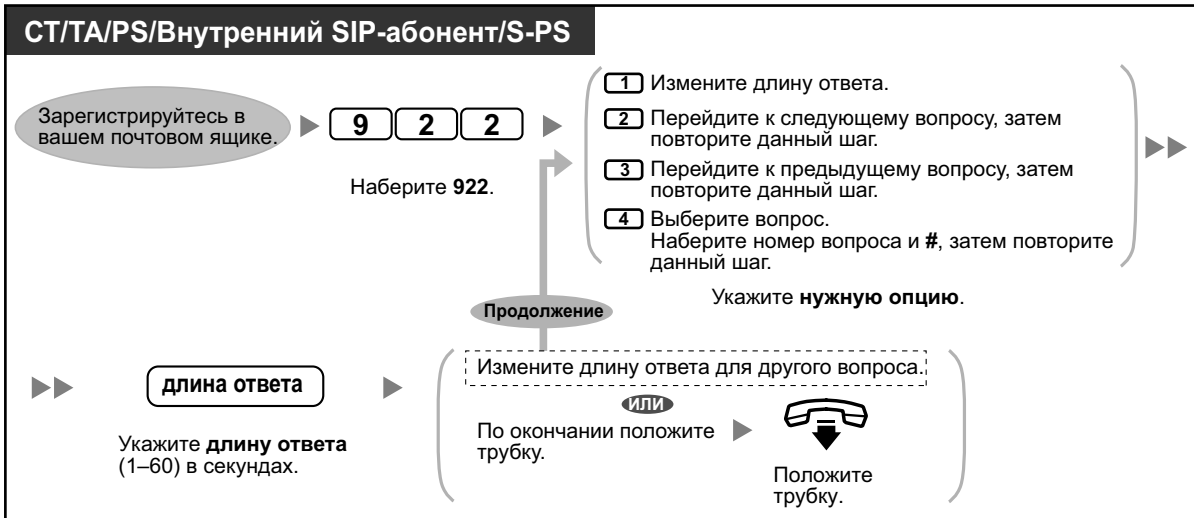 СТ/ТА/PS/Внутренний SIP-абонент/S-PS
Зарегистрируйтесь в
вашем почтовом ящике.
9 2 2
Наберите 922.
1 Измените длину ответа.
2 Перейдите к следующему вопросу, затем
повторите данный шаг.
3 Перейдите к предыдущему вопросу, затем
повторите данный шаг.
4 Выберите вопрос.
Наберите номер вопроса и #, затем повторите
данный шаг.
Укажите нужную опцию.
Продолжение
длина ответа
Укажите длину ответа
(1–60) в секундах.
Измените длину ответа для другого вопроса.
ИЛИ
По окончании положите
трубку.
Положите
трубку.